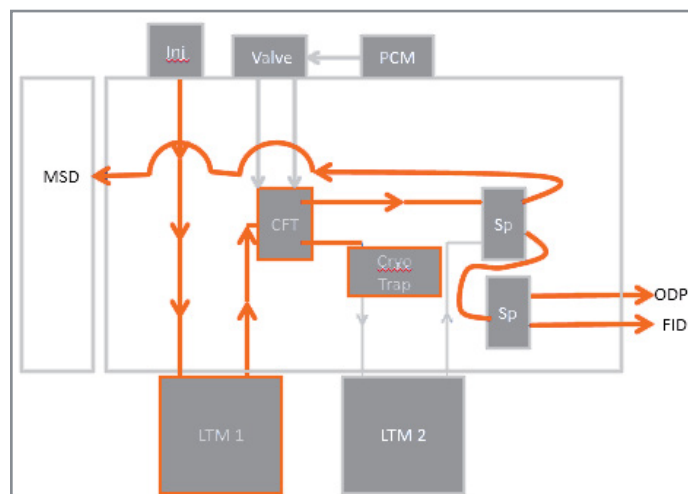 Inj
Valve
PCM
MSD
CFT
Sp
Cryo
Trap
Sp
ODP
FID
LTM 1
LTM 2